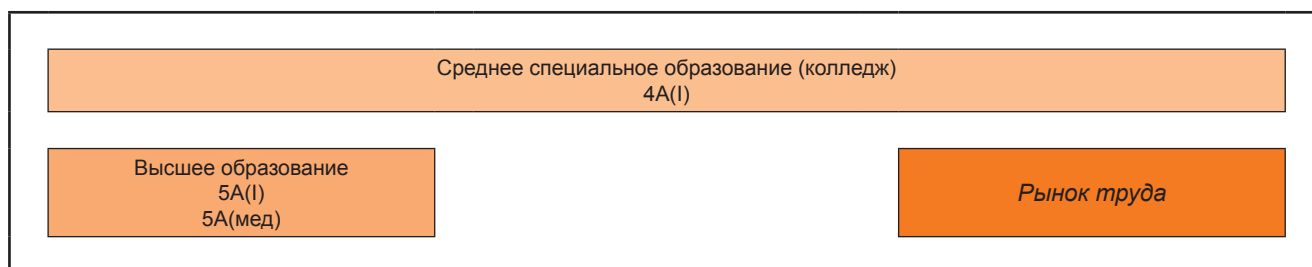 Среднее специальное образование (колледж)
4A(I)
Высшее образование
5A(I)
5A(мед)
Рынок труда